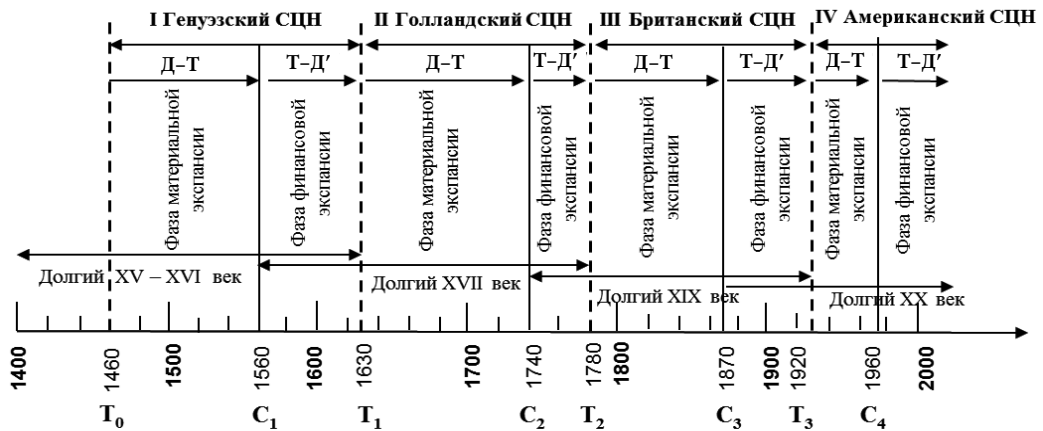 I Генуэзский СЦН II Голландский СЦН III Британский СЦН IV Американский СЦН
Д–Т Т–Д′ Д–Т Т–Д′ Д–Т Т–Д′ Д–Т Т–Д′
Фаза материальной
экспансии
Фаза финансовой
экспансии
Фаза материальной
экспансии
Фаза финансовой
экспансии
Фаза материальной
экспансии
Фаза финансовой
экспансии
Фаза материальной
экспансии
Фаза финансовой
экспансии
Долгий XV – XVI век Долгий XVII век Долгий XIX век Долгий XX век
1400 1460 1500 1560 1600 1630 1700 1740 1780 1800 1870 1900 1920 1960 2000
T0 C1 T1 C2 T2 C3 T3 C4